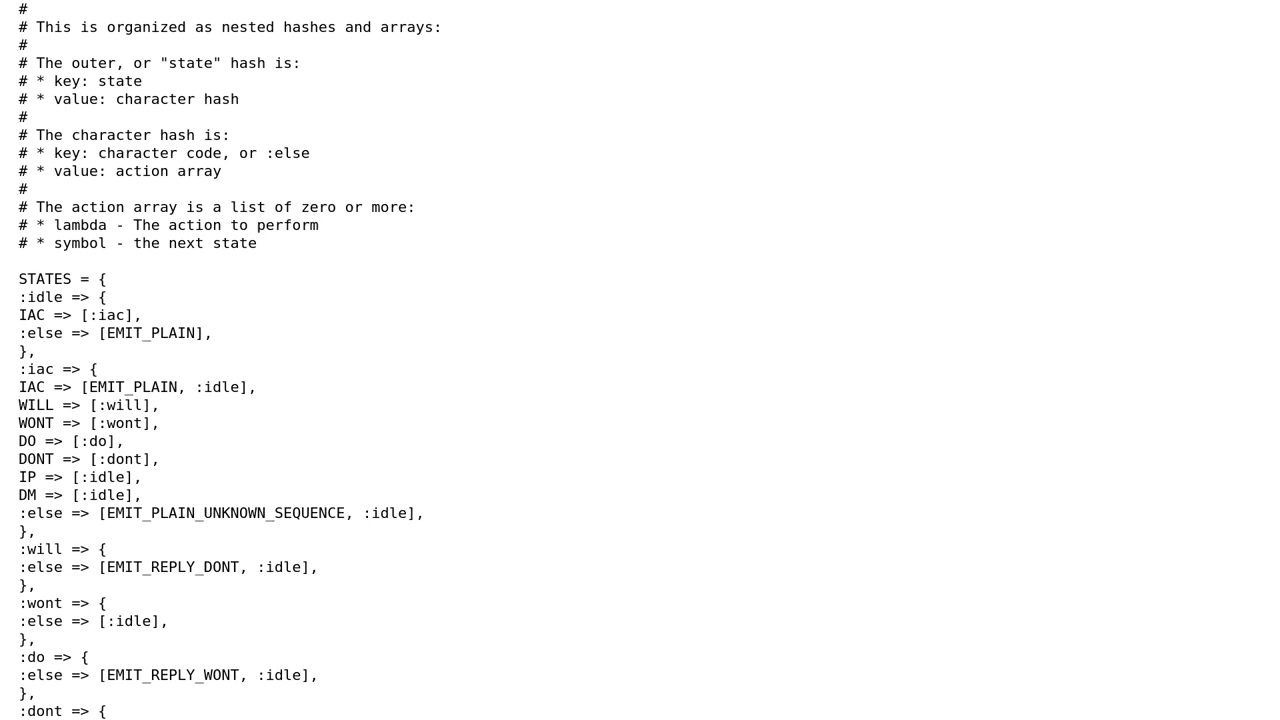 #
# This is organized as nested hashes and arrays:
#
# The outer, or "state" hash is:
# * key: state
# * value: character hash
#
# The character hash is:
# * key: character code, or :else
# * value: action array
#
# The action array is a list of zero or more:
# * lambda - The action to perform
# * symbol - the next state

STATES = {
:idle => {
IAC => [:iac],
:else => [EMIT_PLAIN],
},
:iac => {
IAC => [EMIT_PLAIN, :idle],
WILL => [:will],
WONT => [:wont],
DO => [:do],
DONT => [:dont],
IP => [:idle],
DM => [:idle],
:else => [EMIT_PLAIN_UNKNOWN_SEQUENCE, :idle],
},
:will => {
:else => [EMIT_REPLY_DONT, :idle],
},
:wont => {
:else => [:idle],
},
:do => {
:else => [EMIT_REPLY_WONT, :idle],
},
:dont => {